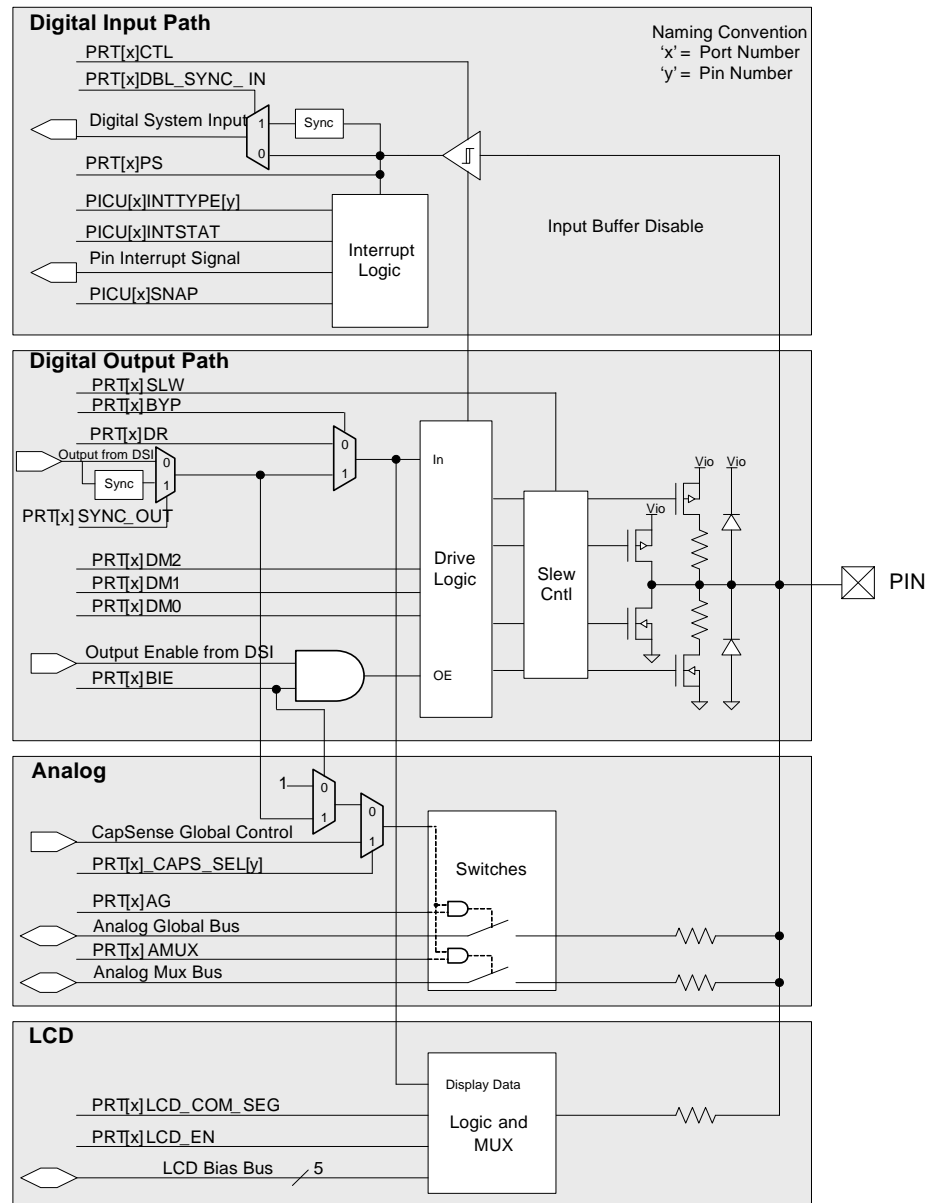 Digital Input Path
Naming Convention
‘x’ = Port Number
‘y’ = Pin Number
PRT[x]CTL
PRT[x]DBL_SYNC_ IN
Digital System Input
1
Sync
0
PRT[x]PS
PICU[x]INTTYPE[y]
PICU[x]INTSTAT
Pin Interrupt Signal
PICU[x]SNAP
Interrupt
Logic
Input Buffer Disable
Digital Output Path
PRT[x] SLW
PRT[x] BYP
PRT[x] DR
0
Output from DSI
0
1
Sync
1
PRT[x] SYNC_OUT
In
Vio
Vio
Vio
PRT[x] DM2
PRT[x] DM1
PRT[x] DM0
Drive
Logic
Slew
Cntl
PIN
Output Enable from DSI
PRT[x] BIE
OE
Analog
1
0
1
0
CapSense Global Control
1
PRT[x]_CAPS_SEL[y]
Switches
PRT[x] AG
Analog Global Bus
PRT[x] AMUX
Analog Mux Bus
LCD
Display Data
PRT[x] LCD_COM_SEG
Logic and
MUX
PRT[x] LCD_EN
LCD Bias Bus
5